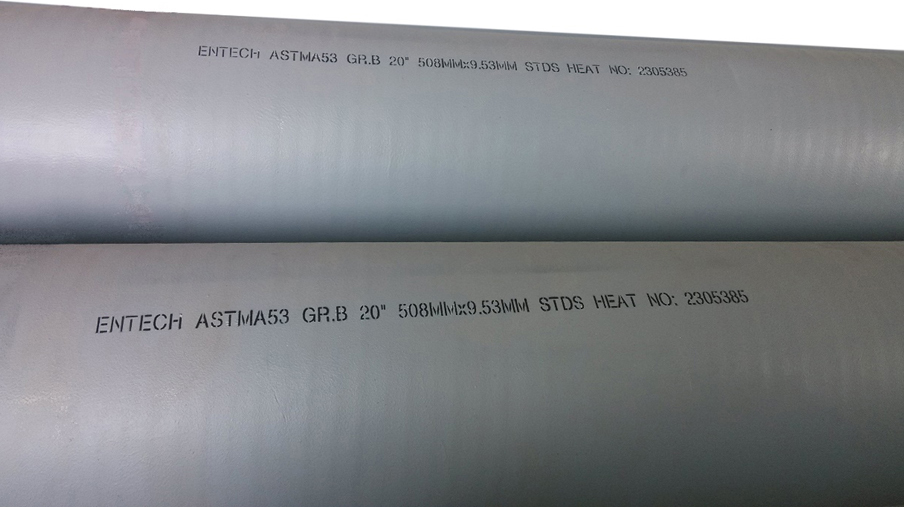 ENTECH ASTMA53 GR.B 20" 508MMx9.53MM STDS HEAT NO: 2305385
ENTECH ASTMA53 GR.B 20" 508MMx9.53MM STDS HEAT NO: 2305385